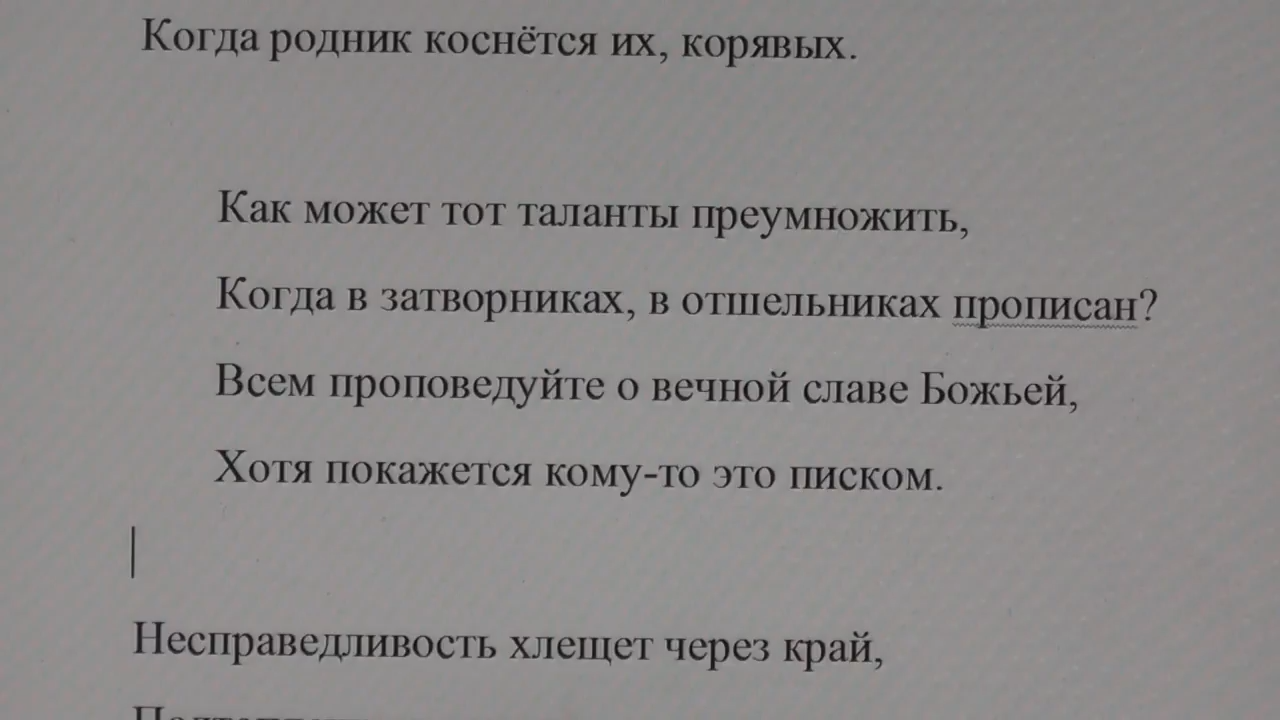 Когда родник коснётся их, корявых.
Как может тот таланты преумножить,
Когда в затворниках, в отшельниках прописан?
Всем проповедуйте о вечной славе Божьей,
Хотя покажется кому-то это писком.
Несправедливость хлещет через край,